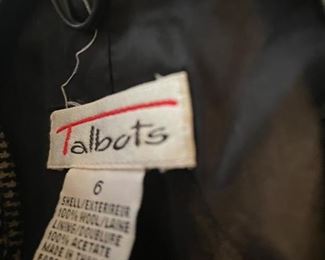 Talbots
6
SHELL/EXTERIEUR
100% WOOL/LAINE
LINING/DOUBLURE
100% ACETATE
MADE IN